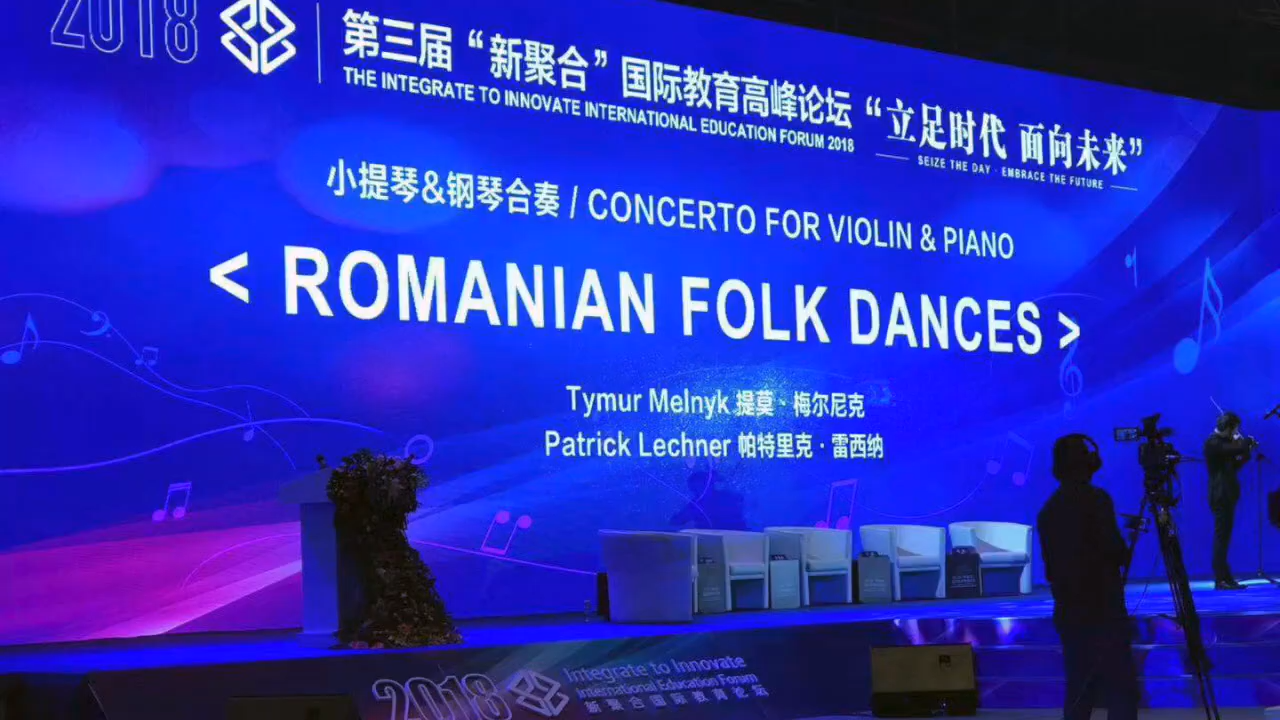 2018
第三届“新聚合”国际教育高峰论坛“立足时代 面向未来”
THE INTEGRATE TO INNOVATE INTERNATIONAL EDUCATION FORUM 2018
SEIZE THE DAY · EMBRACE THE FUTURE
小提琴&钢琴合奏 / CONCERTO FOR VIOLIN & PIANO
< ROMANIAN FOLK DANCES >
Tymur Melnyk 提莫 · 梅尔尼克
Patrick Lechner 帕特里克 · 雷西纳
2018
Integrate to Innovate
International Education Forum
新聚合国际教育论坛